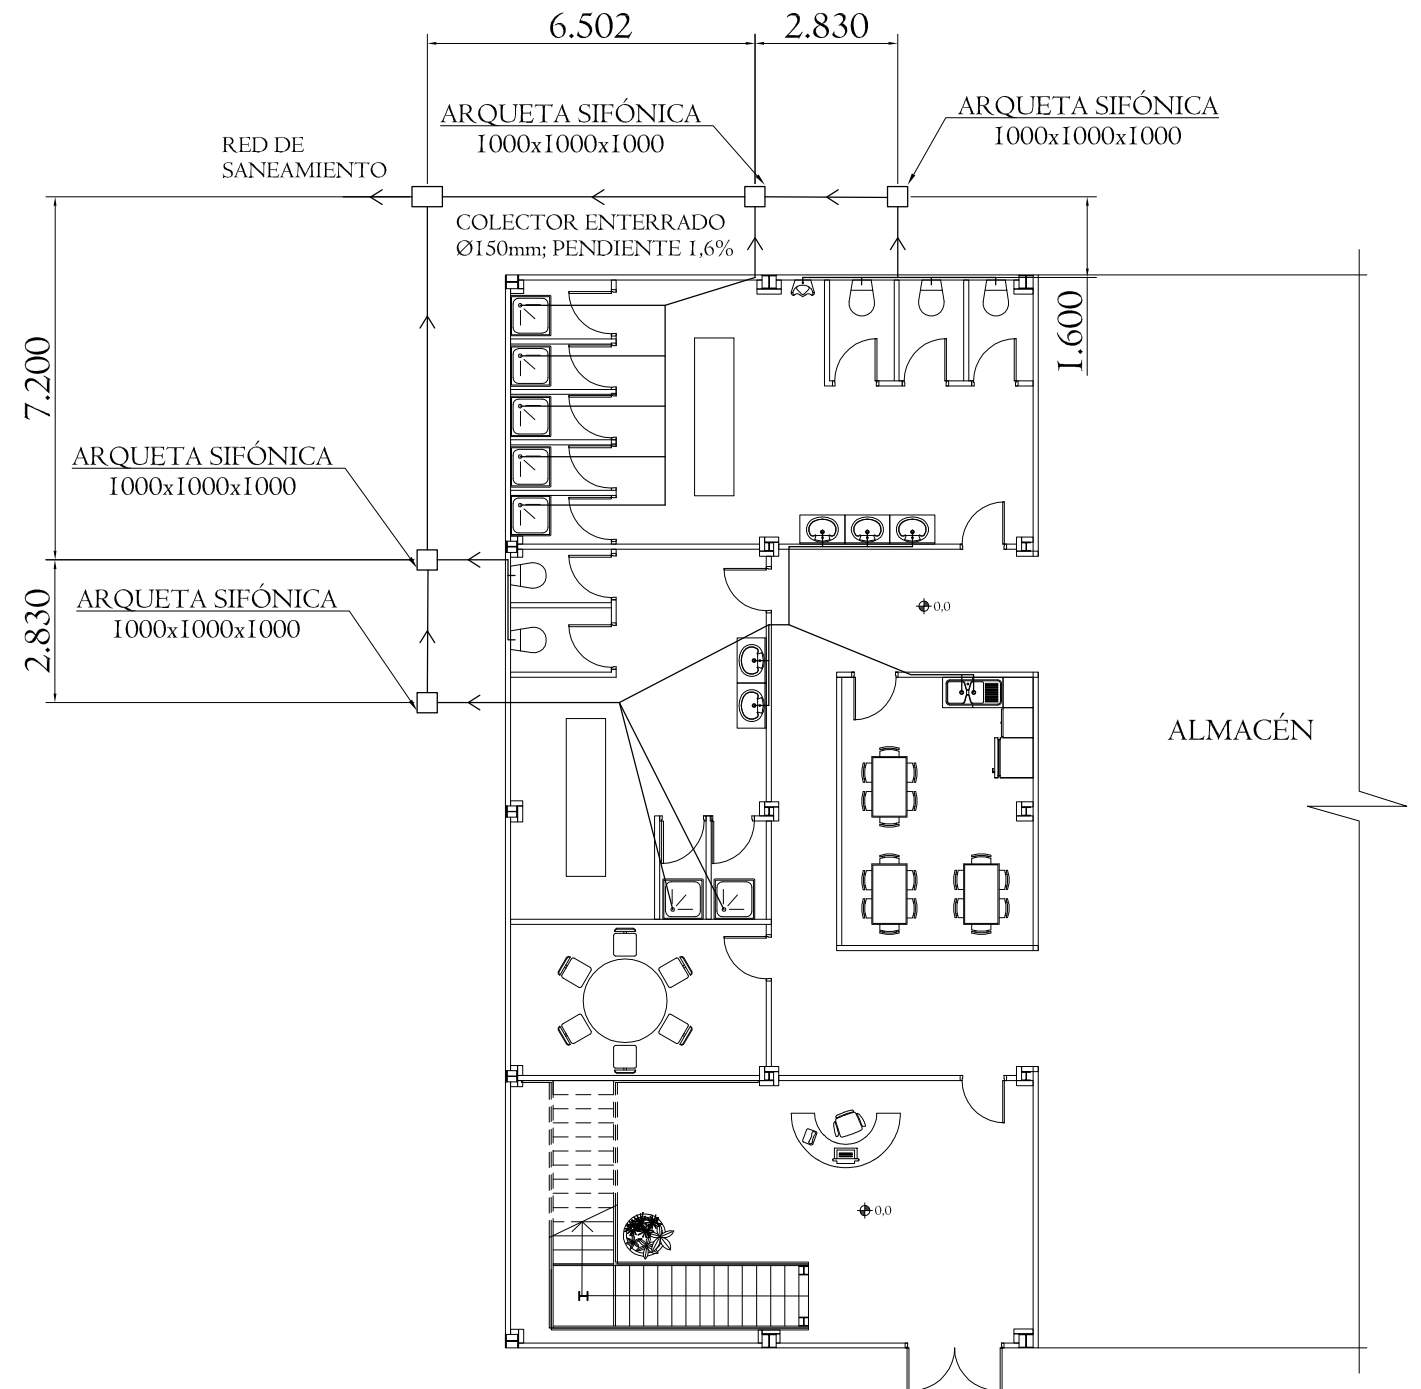 6.502
2.830
ARQUETA SIFÓNICA
1000x1000x1000
ARQUETA SIFÓNICA
1000x1000x1000
RED DE
SANEAMIENTO
COLECTOR ENTERRADO
Ø150mm; PENDIENTE 1,6%
1.600
7.200
ARQUETA SIFÓNICA
1000x1000x1000
2.830
ARQUETA SIFÓNICA
1000x1000x1000
0,0
ALMACÉN
0,0